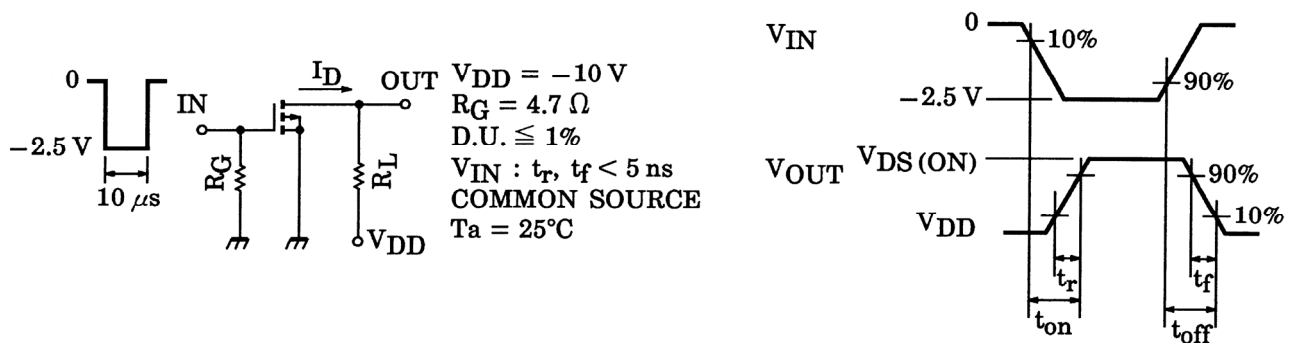 0
-2.5 V
10 μs
IN
I_D
OUT
R_G
R_L
V_DD
V_DD = -10 V
R_G = 4.7 Ω
D.U. ≦ 1%
V_IN : t_r, t_f < 5 ns
COMMON SOURCE
Ta = 25°C
V_IN
0
10%
90%
-2.5 V
V_OUT
V_DS (ON)
90%
10%
V_DD
t_r
t_f
t_on
t_off